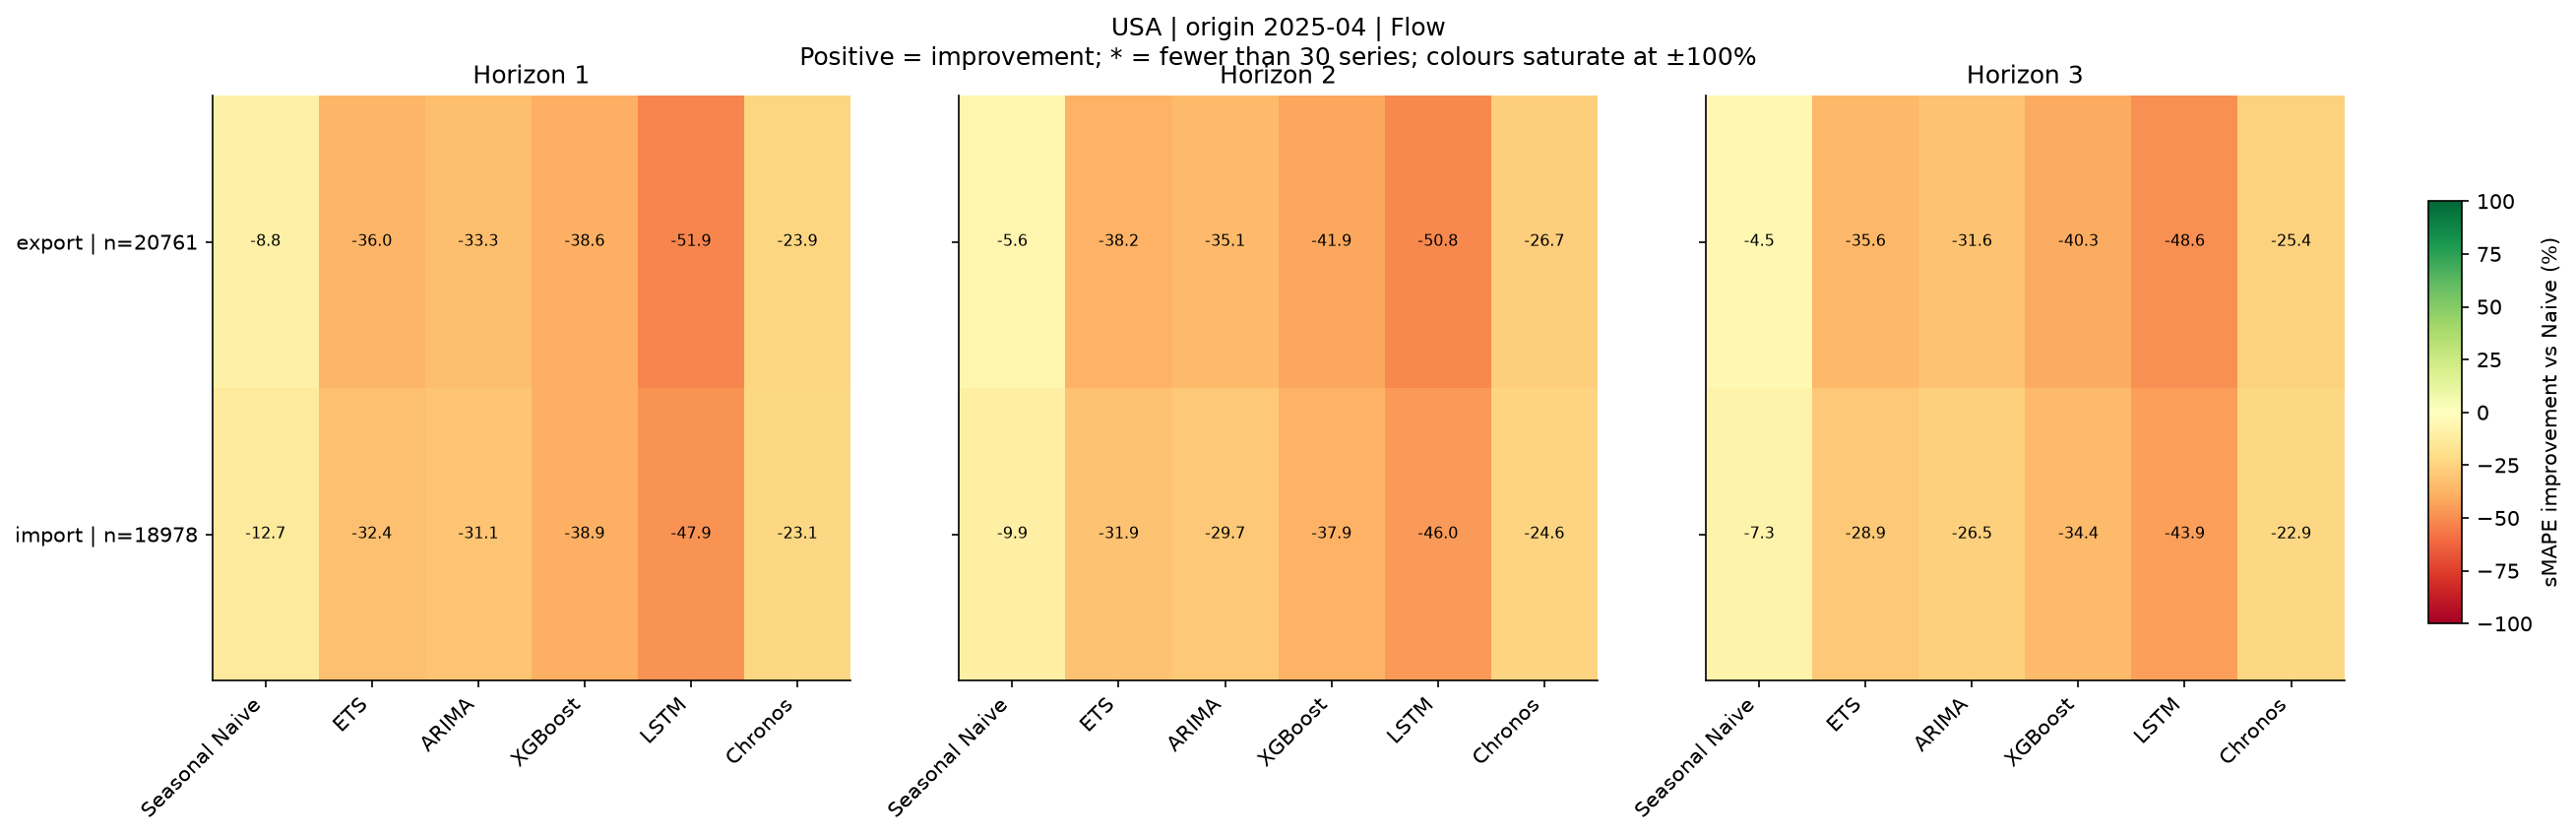 USA | origin 2025-04 | Flow
Positive = improvement; * = fewer than 30 series; colours saturate at ±100%
Horizon 1
Horizon 2
Horizon 3
export | n=20761
-8.8 -36.0 -33.3 -38.6 -51.9 -23.9
-5.6 -38.2 -35.1 -41.9 -50.8 -26.7
-4.5 -35.6 -31.6 -40.3 -48.6 -25.4
import | n=18978
-12.7 -32.4 -31.1 -38.9 -47.9 -23.1
-9.9 -31.9 -29.7 -37.9 -46.0 -24.6
-7.3 -28.9 -26.5 -34.4 -43.9 -22.9
Seasonal Naive
ETS
ARIMA
XGBoost
LSTM
Chronos
Seasonal Naive
ETS
ARIMA
XGBoost
LSTM
Chronos
Seasonal Naive
ETS
ARIMA
XGBoost
LSTM
Chronos
100
75
50
25
0
−25
−50
−75
−100
sMAPE improvement vs Naive (%)